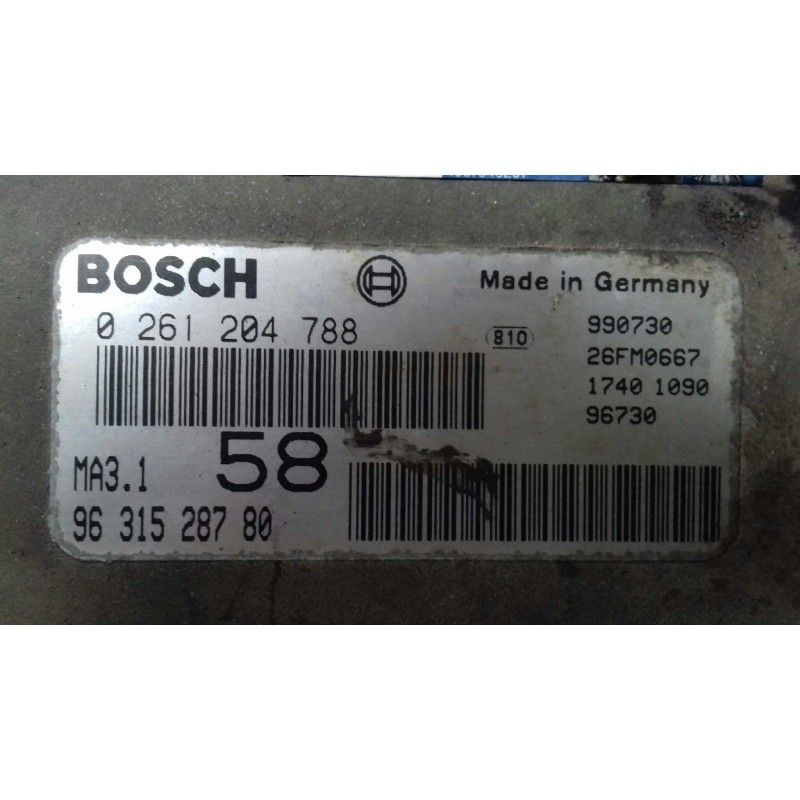 BOSCH
Made in Germany
0 261 204 788
810
990730
26FM0667
1740 1090
96730
MA3.1
58
96 315 287 80